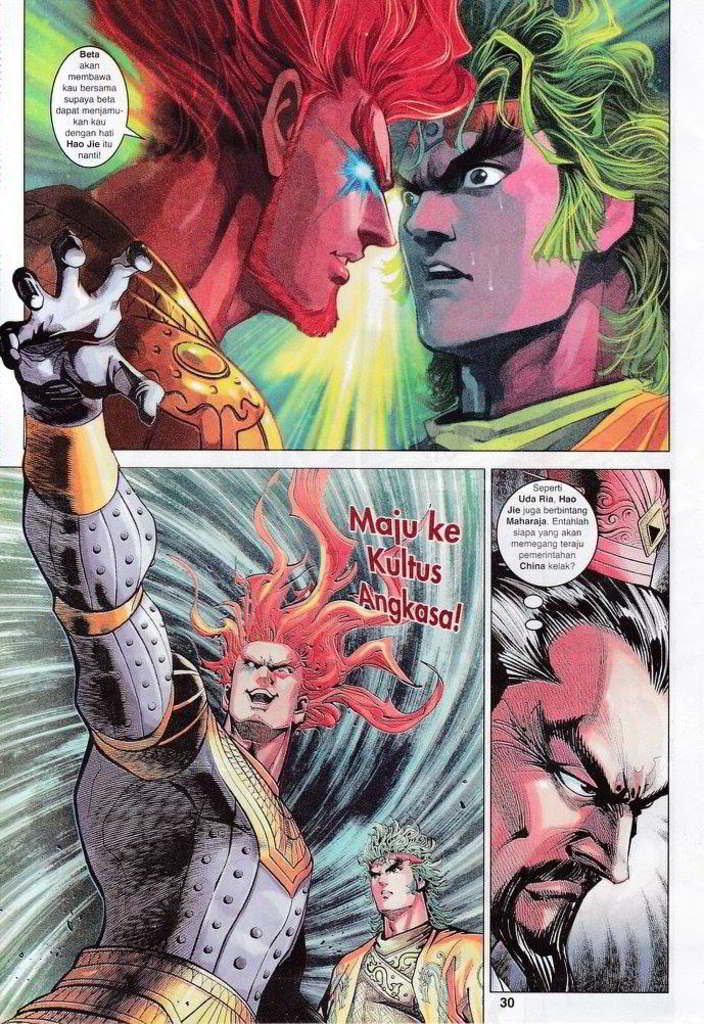 Beta
akan
membawa
kau bersama
supaya beta
dapat menjamu-
kan kau
dengan hati
Hao Jie itu
nanti!
Maju ke
Kultus
Angkasa!
Seperti
Uda Ria, Hao
Jie juga berbintang
Maharaja. Entahlah
siapa yang akan
memegang teraju
pemerintahan
China kelak?
30